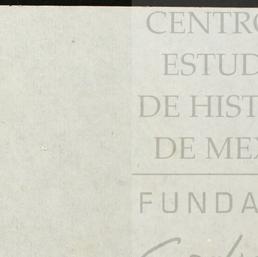 CENTRO
ESTUD
DE HIST
DE MEX
FUNDA